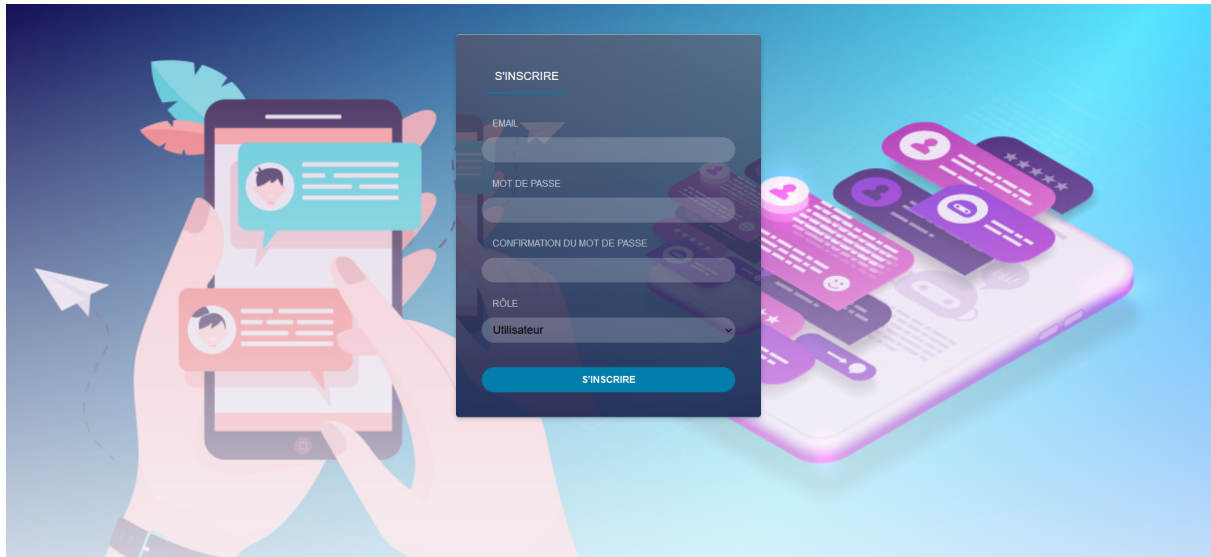 S'INSCRIRE
EMAIL
MOT DE PASSE
CONFIRMATION DU MOT DE PASSE
RÔLE
Utilisateur
S'INSCRIRE